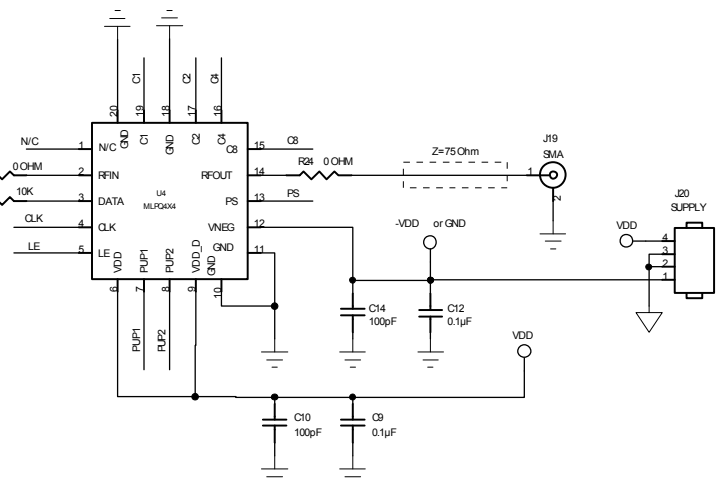 C1
C2
C4
20
19
18
17
16
GND
C1
GND
C2
C4
N/C
1
N/C
C8
15
C8
0 OHM
2
RFIN
RFOUT
14
R24
0 OHM
Z=75 Ohm
J19
SMA
1
2
10K
3
DATA
U4
MLPQ4X4
PS
13
PS
CLK
4
CLK
VNEG
12
LE
5
LE
GND
11
VDD
PUP1
PUP2
VDD_D
GND
6
7
8
9
10
PUP1
PUP2
-VDD or GND
J20
SUPPLY
VDD
4
3
2
1
C14
100pF
C12
0.1µF
VDD
C10
100pF
C9
0.1µF